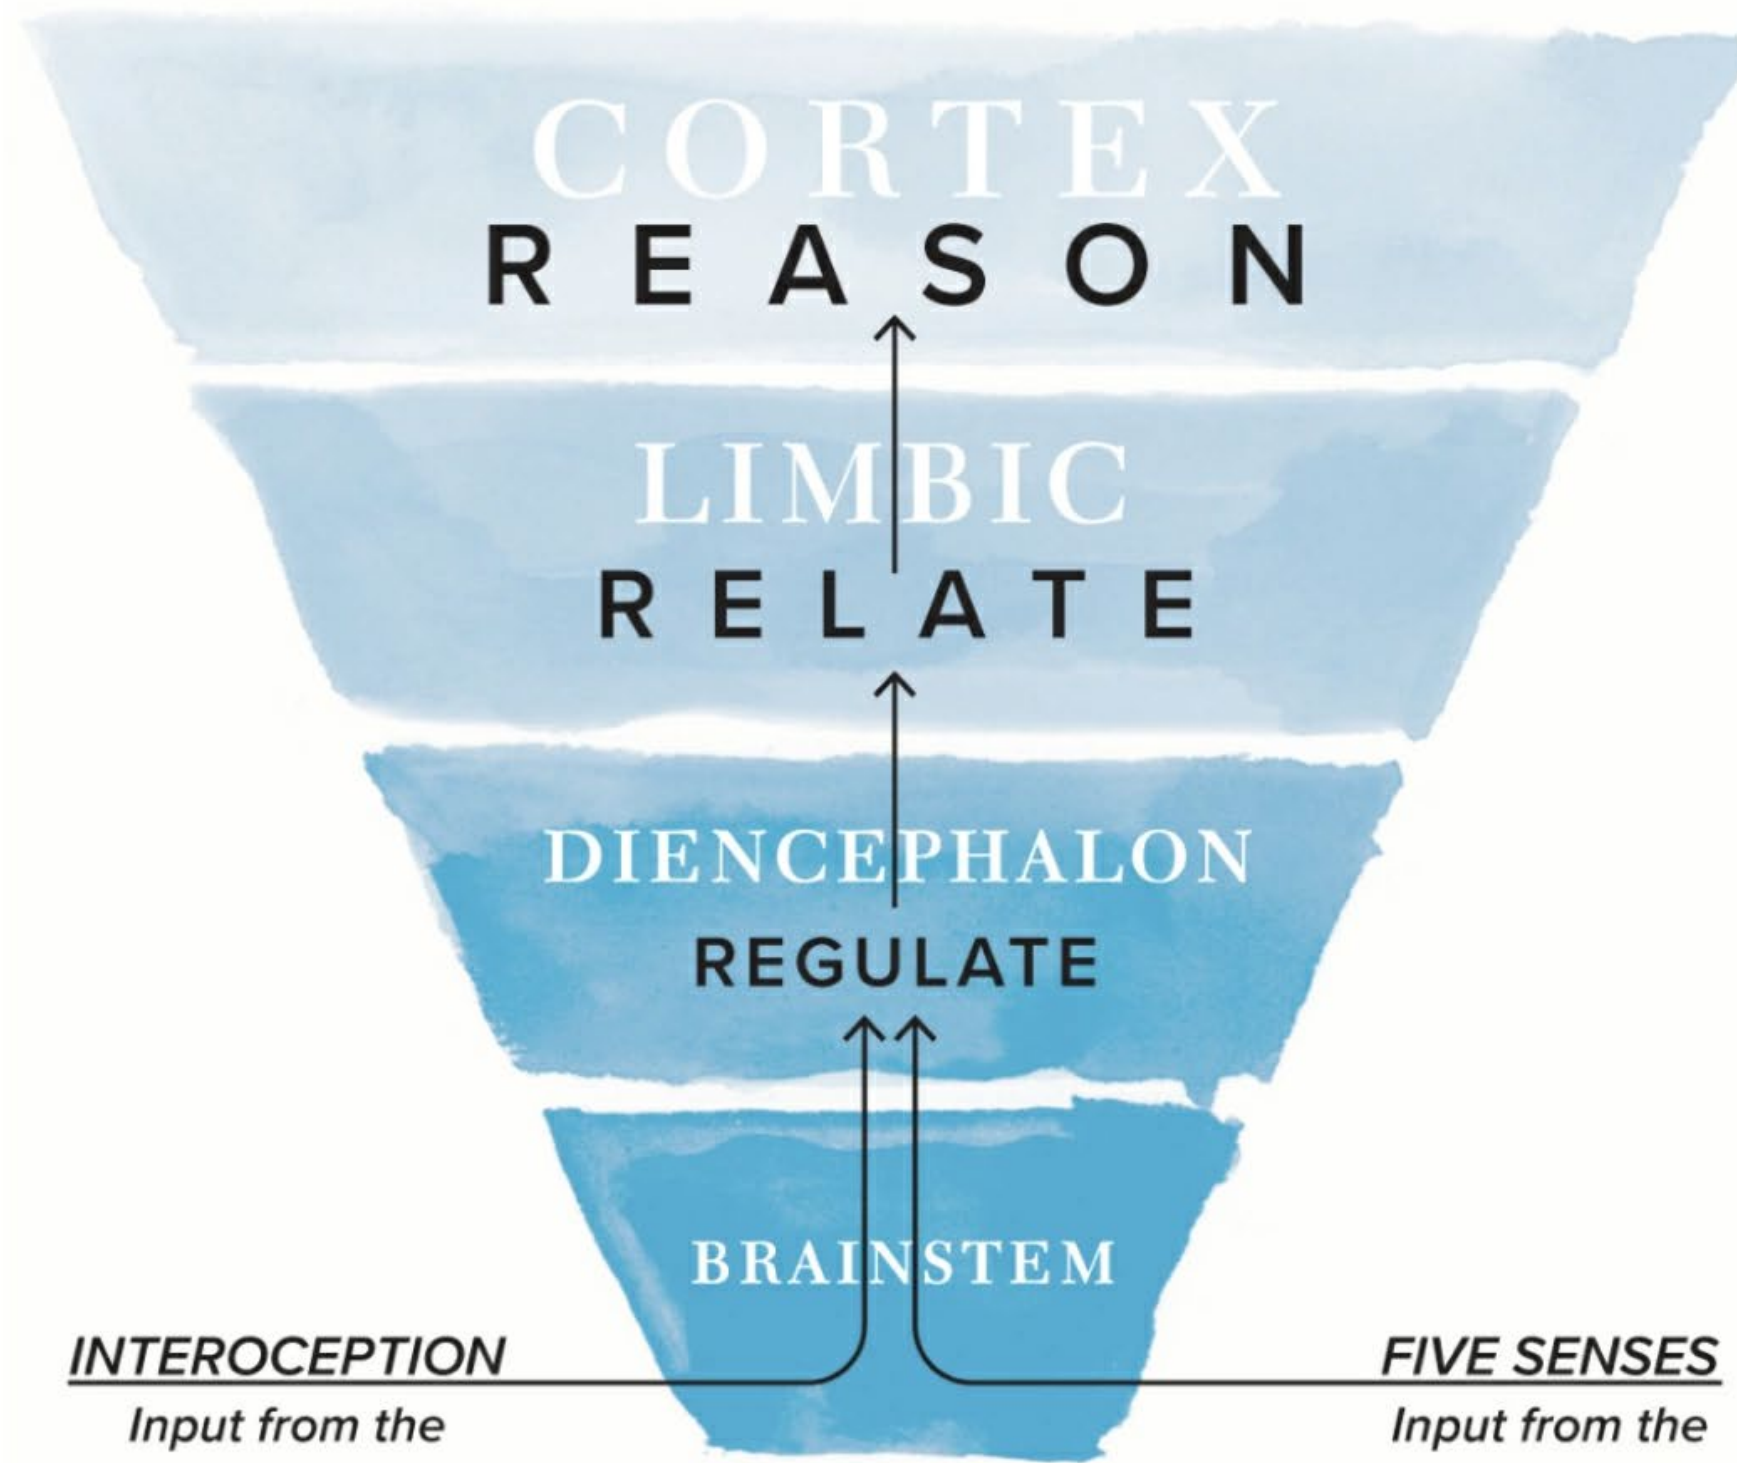 CORTEX
REASON
LIMBIC
RELATE
DIENCEPHALON
REGULATE
BRAINSTEM
INTEROCEPTION
Input from the
FIVE SENSES
Input from the